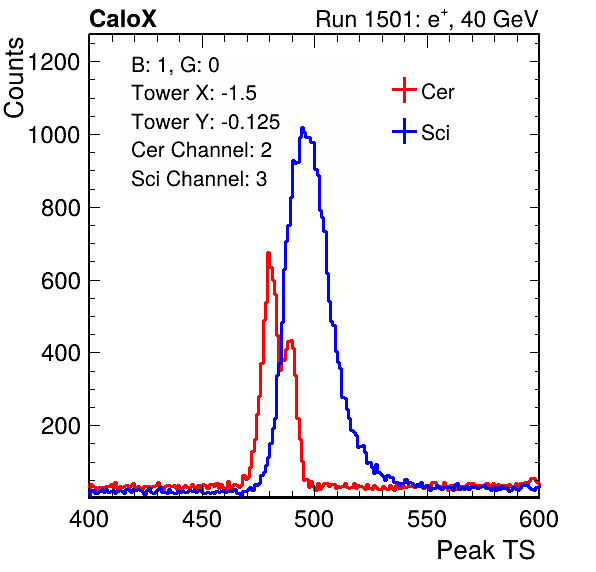 CaloX
Run 1501: e+, 40 GeV
Counts
B: 1, G: 0
Tower X: -1.5
Tower Y: -0.125
Cer Channel: 2
Sci Channel: 3
Cer
Sci
1200
1000
800
600
400
200
400 450 500 550 600
Peak TS